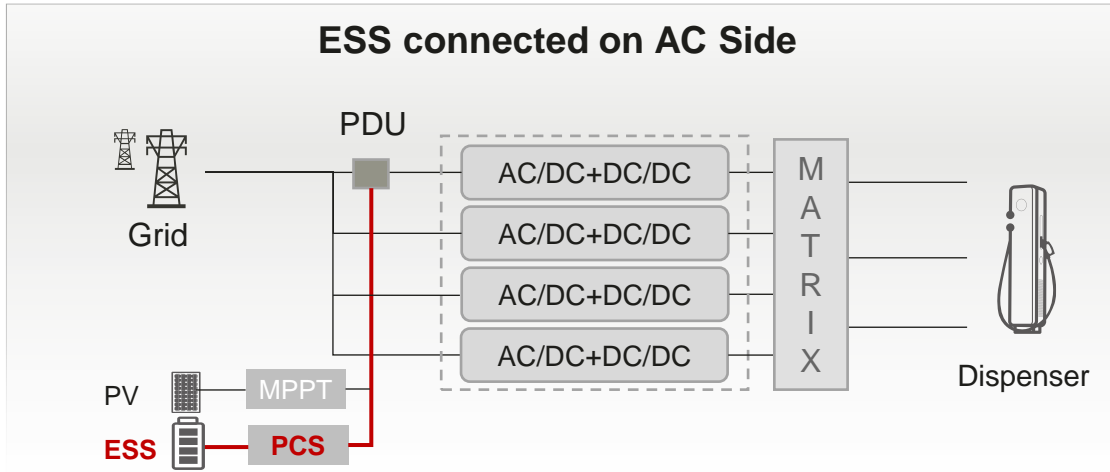 ESS connected on AC Side
PDU
Grid
AC/DC+DC/DC
AC/DC+DC/DC
AC/DC+DC/DC
AC/DC+DC/DC
M
A
T
R
I
X
Dispenser
PV
MPPT
ESS
PCS